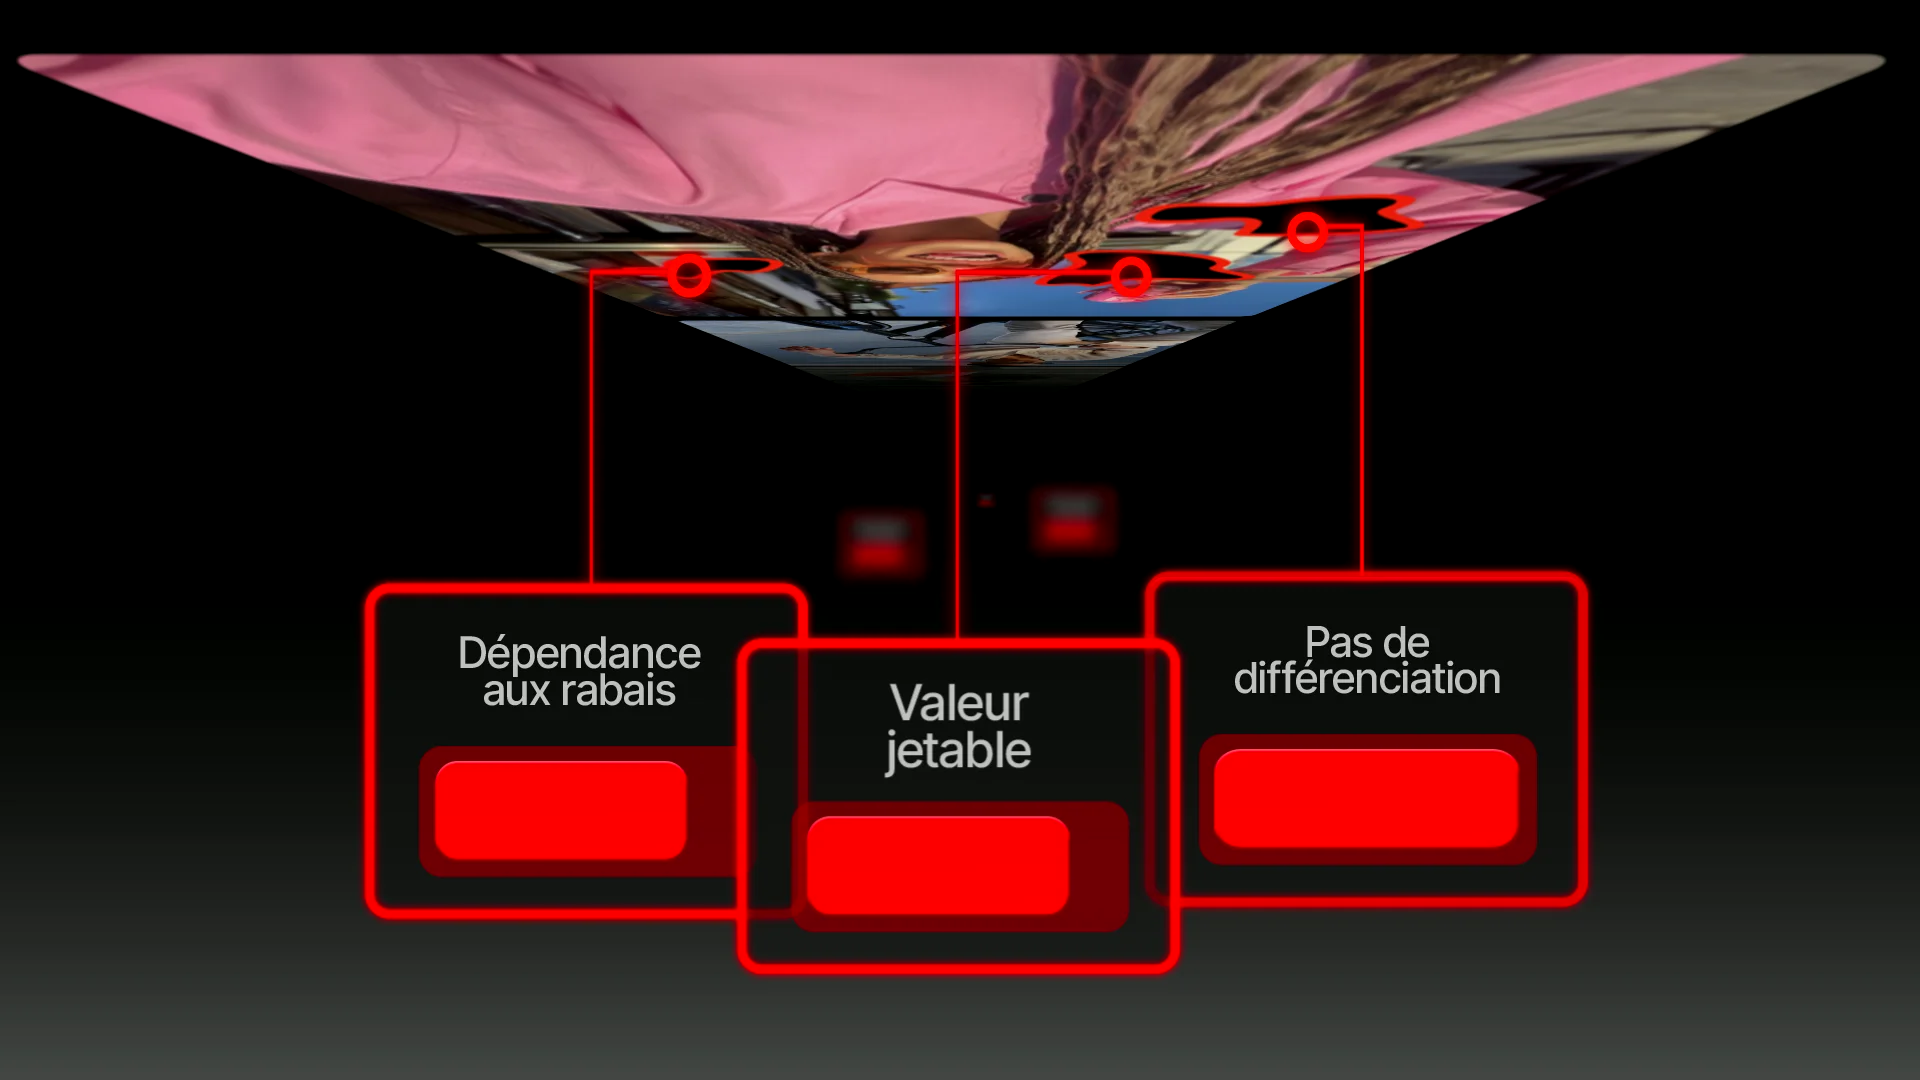 Dépendance
aux rabais
Valeur
jetable
Pas de
différenciation